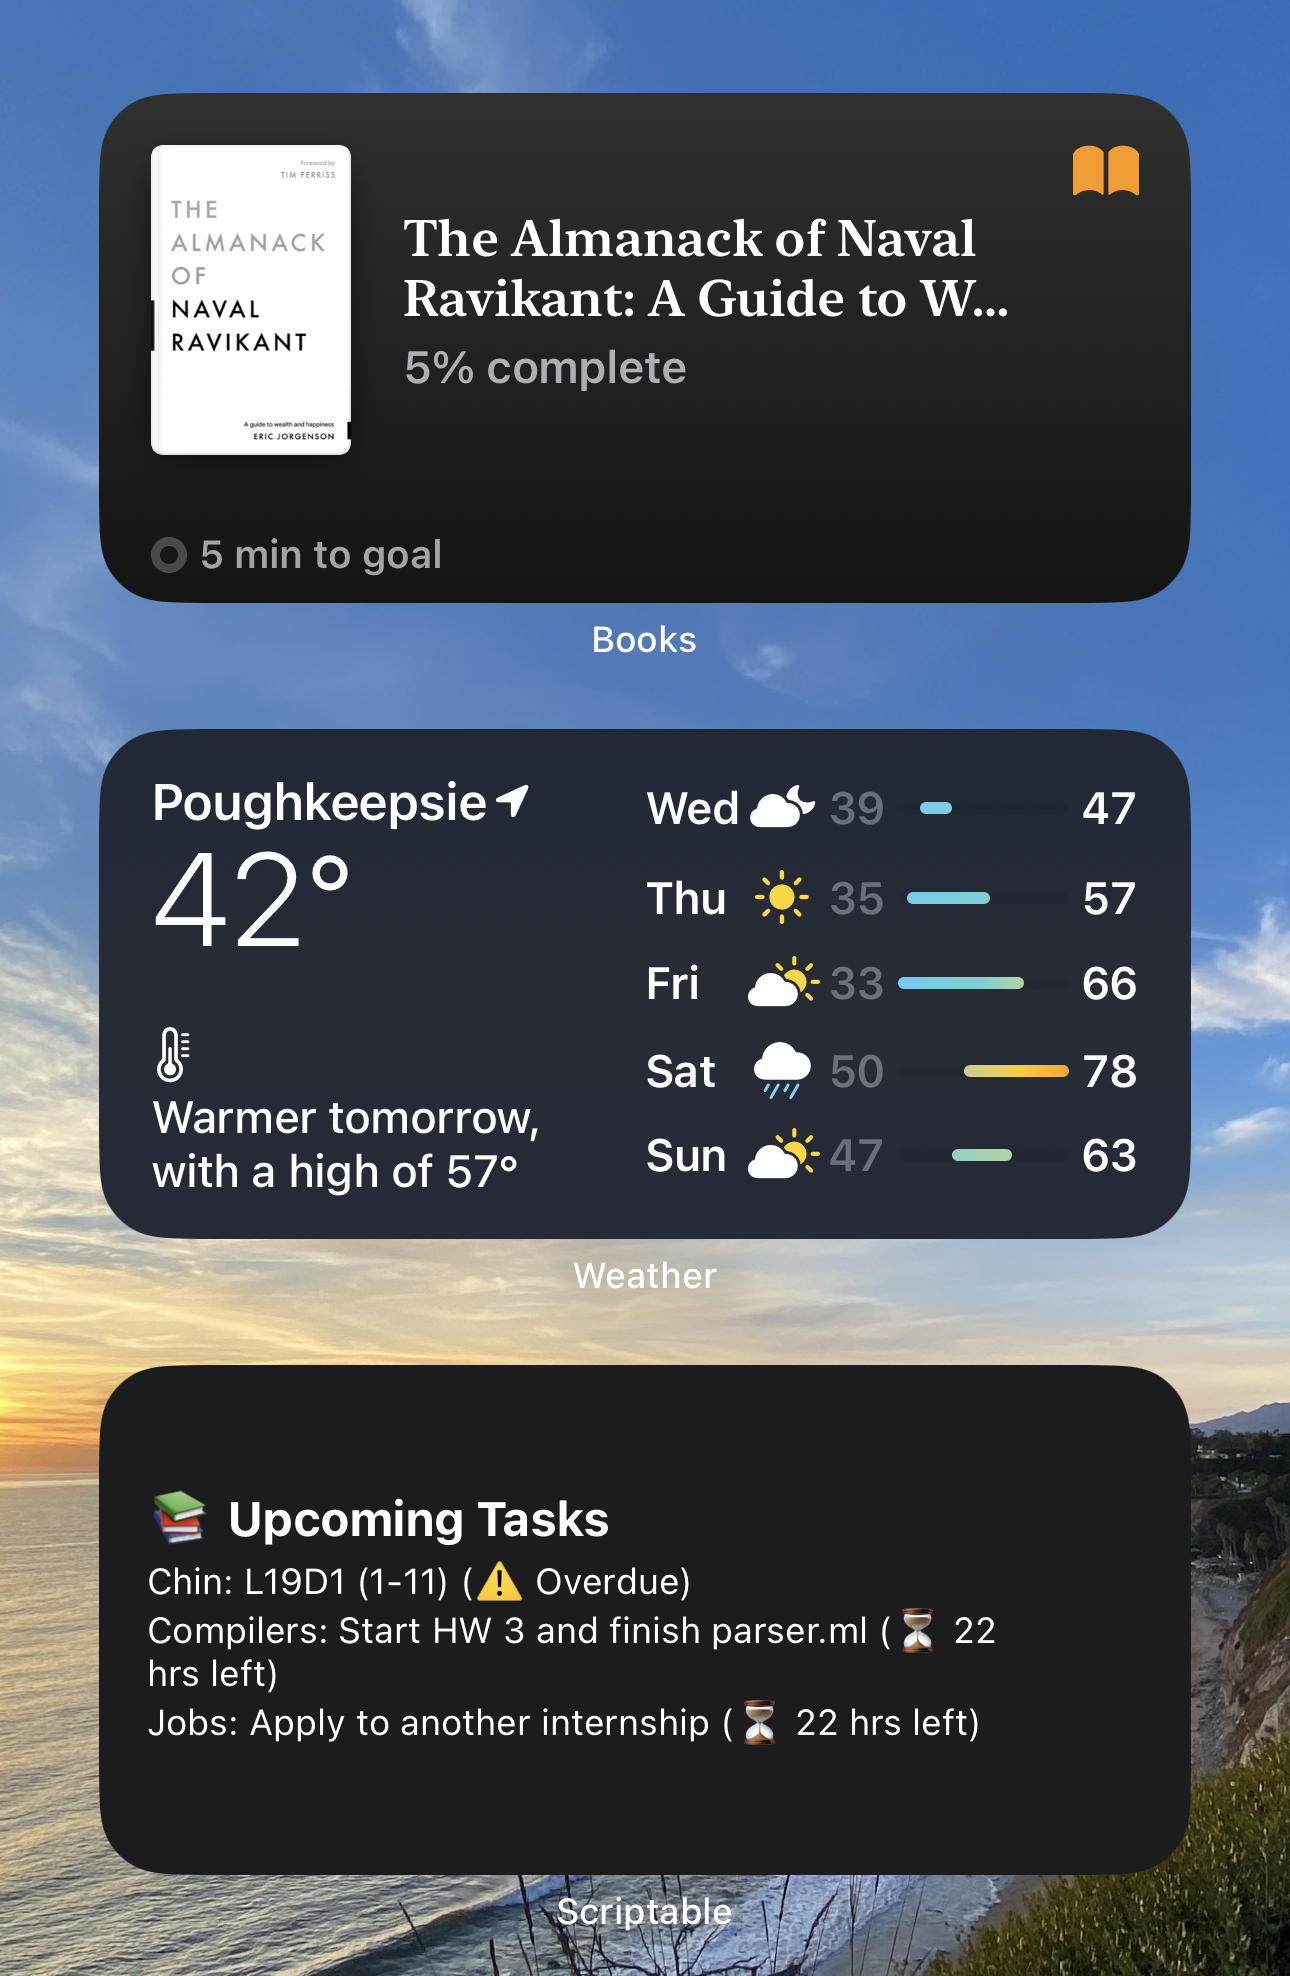 Foreword by
TIM FERRISS
THE
ALMANACK
OF
NAVAL
RAVIKANT
A guide to wealth and happiness
ERIC JORGENSON
The Almanack of Naval
Ravikant: A Guide to W...
5% complete
5 min to goal
Books
Poughkeepsie
42°
Warmer tomorrow,
with a high of 57°
Wed 39 47
Thu 35 57
Fri 33 66
Sat 50 78
Sun 47 63
Weather
📚 Upcoming Tasks
Chin: L19D1 (1-11) (⚠️ Overdue)
Compilers: Start HW 3 and finish parser.ml (⏳ 22
hrs left)
Jobs: Apply to another internship (⏳ 22 hrs left)
Scriptable